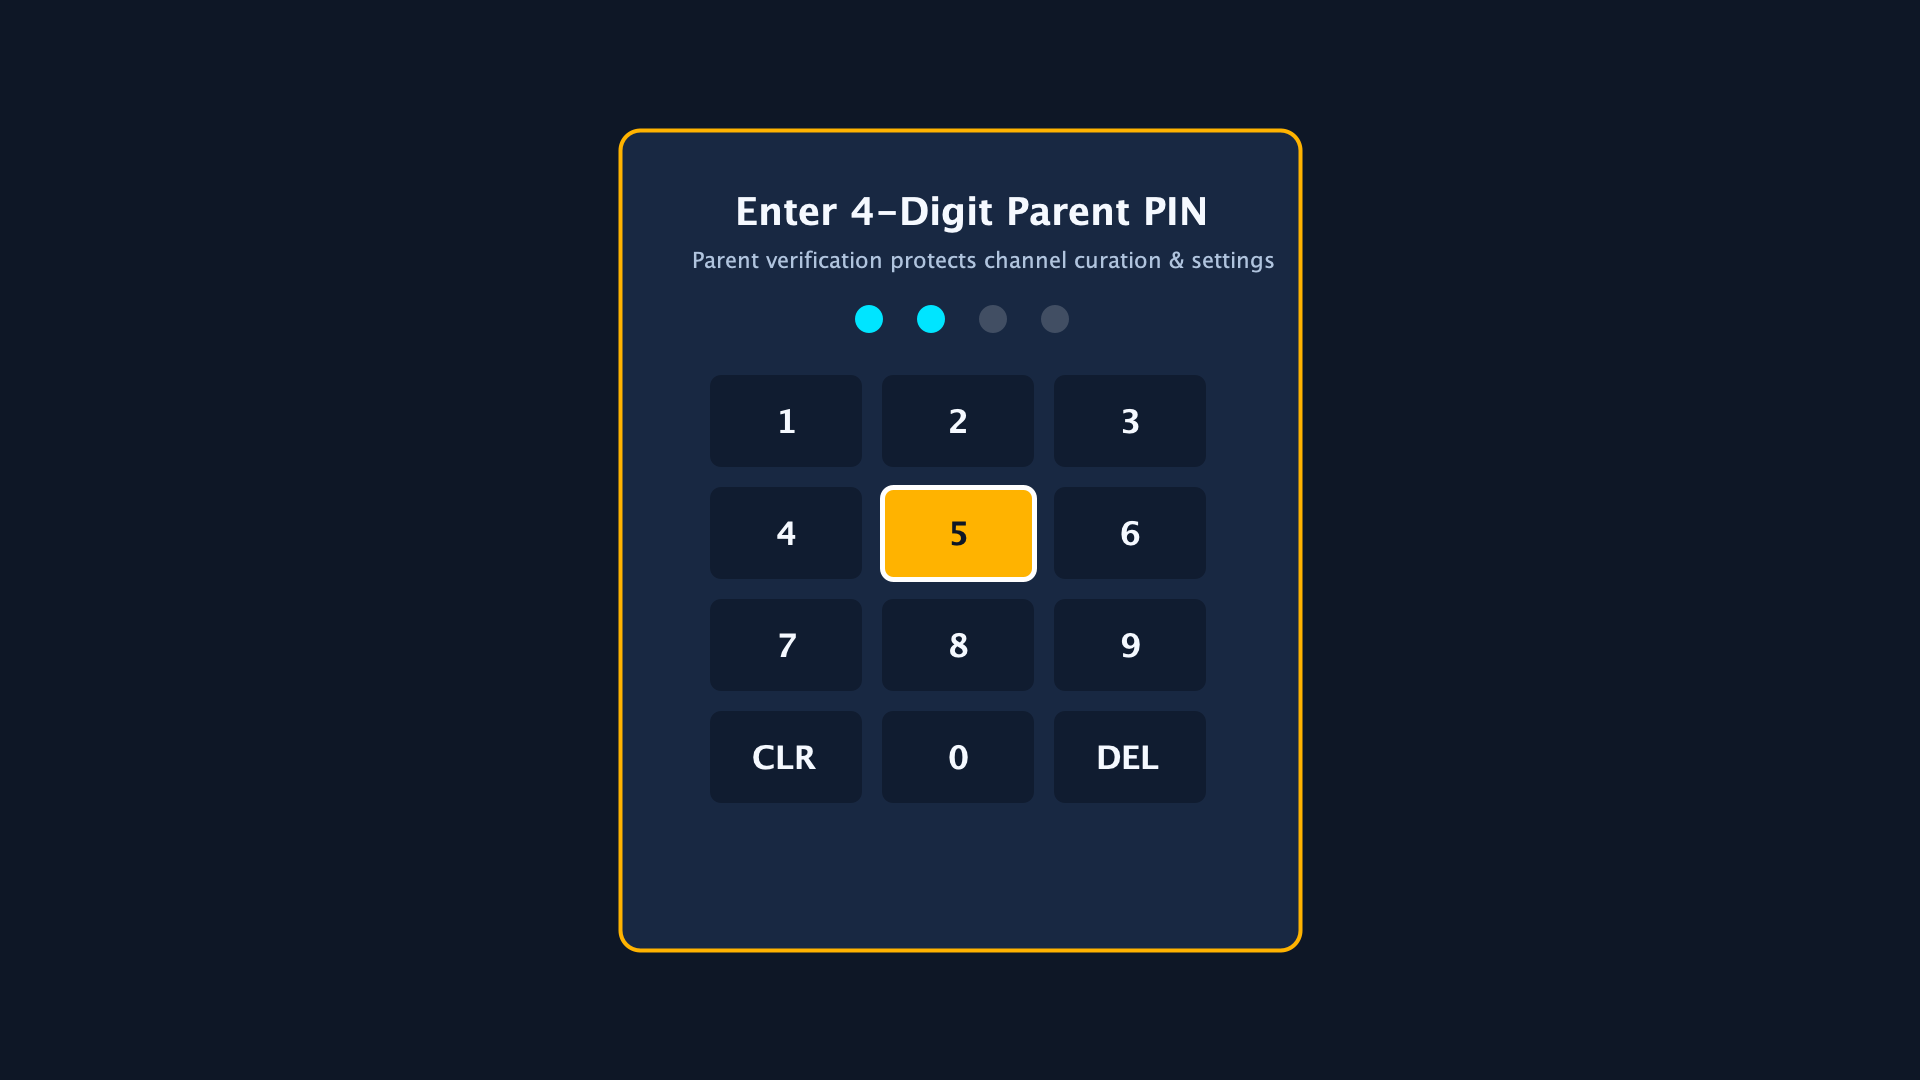 Enter 4-Digit Parent PIN
Parent verification protects channel curation & settings
1 2 3
4 5 6
7 8 9
CLR 0 DEL